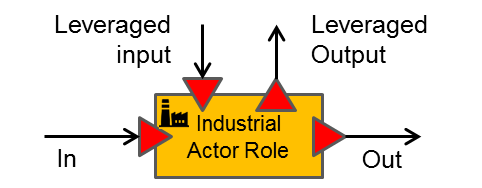 Leveraged
input
Leveraged
Output
Industrial
Actor Role
In
Out